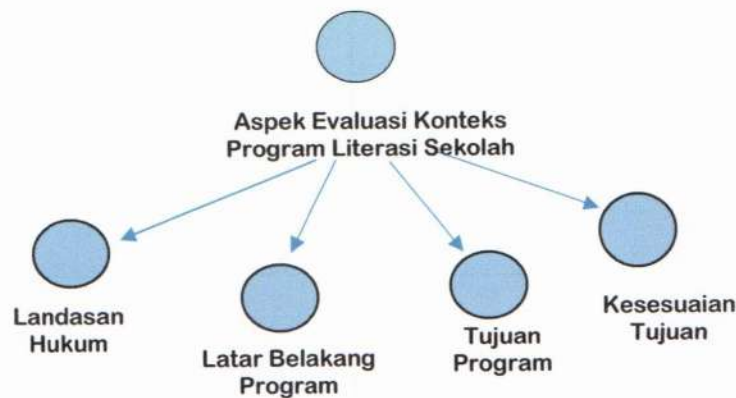 Aspek Evaluasi Konteks
Program Literasi Sekolah
Landasan
Hukum
Latar Belakang
Program
Tujuan
Program
Kesesuaian
Tujuan